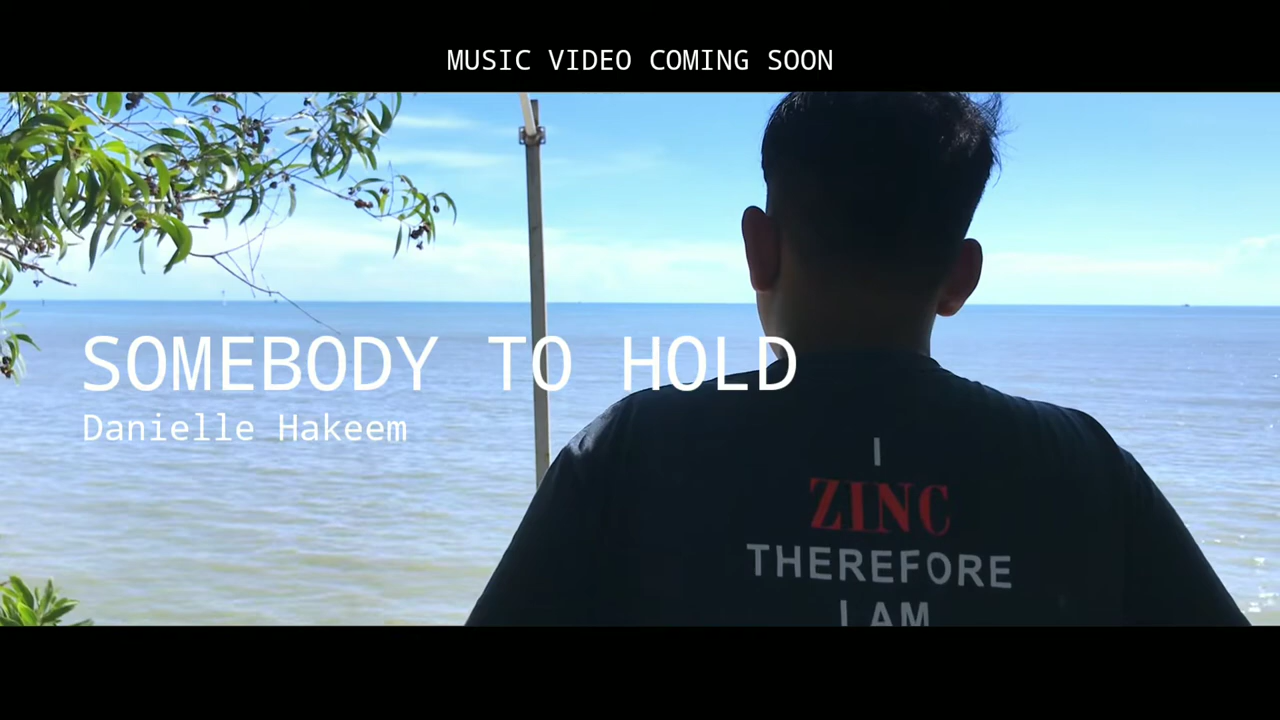 MUSIC VIDEO COMING SOON
SOMEBODY TO HOLD
Danielle Hakeem
I
ZINC
THEREFORE
I AM